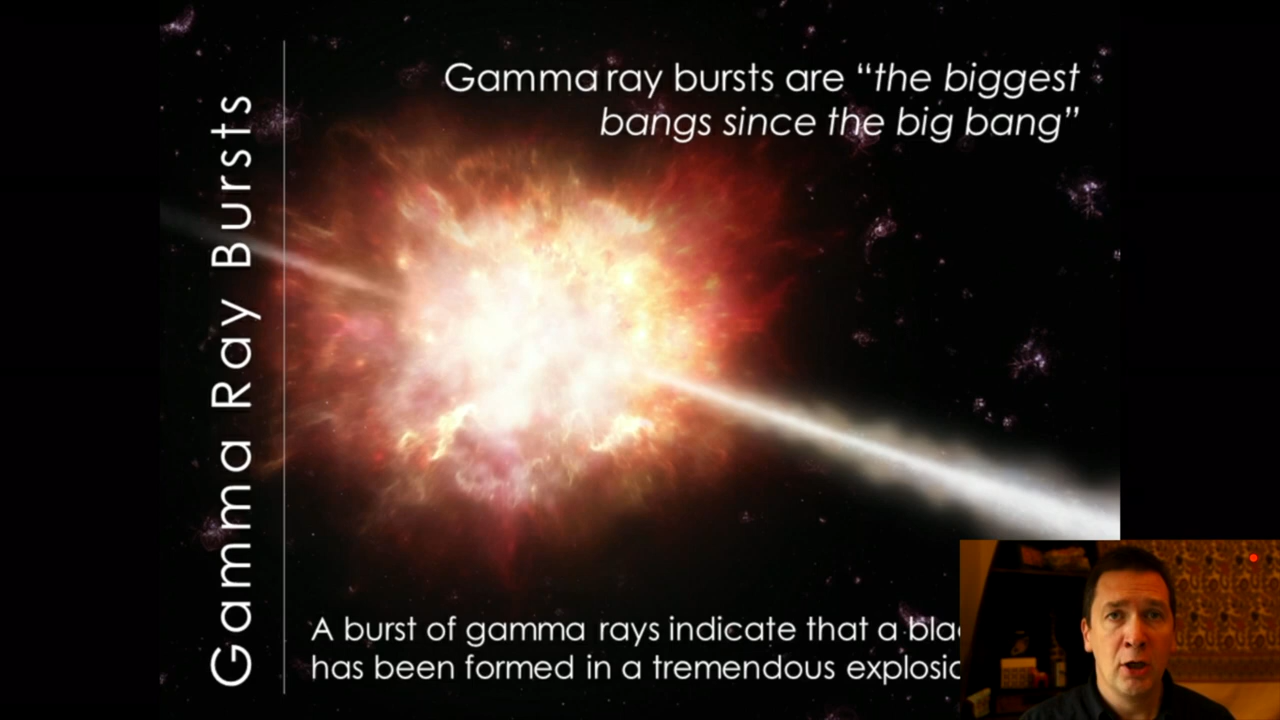 Gamma Ray Bursts
Gamma ray bursts are “the biggest
bangs since the big bang”
A burst of gamma rays indicate that a
has been formed in a tremendous